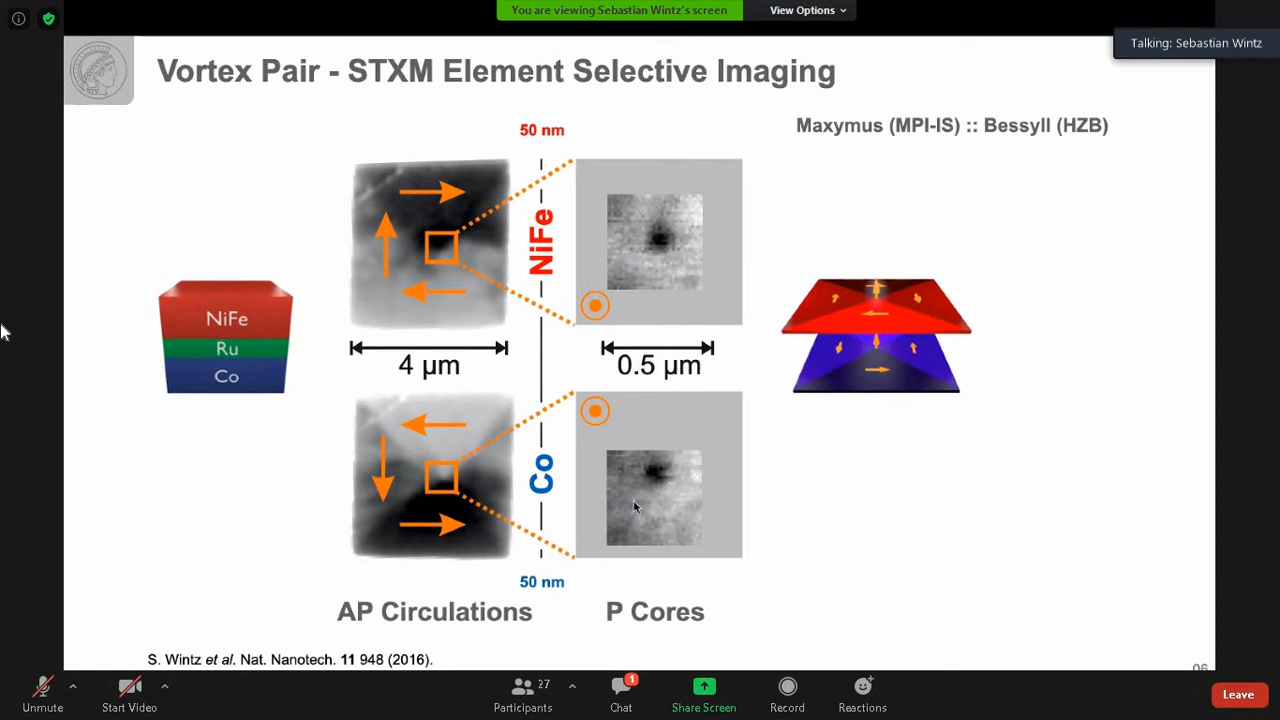 You are viewing Sebastian Wintz's screen
View Options
Talking: Sebastian Wintz
Vortex Pair - STXM Element Selective Imaging
Maxymus (MPI-IS) :: Bessyll (HZB)
50 nm
NiFe
NiFe
Ru
Co
4 µm
0.5 µm
Co
50 nm
AP Circulations
P Cores
S. Wintz et al. Nat. Nanotech. 11 948 (2016).
06
Unmute
Start Video
27
Participants
1
Chat
Share Screen
Record
Reactions
Leave